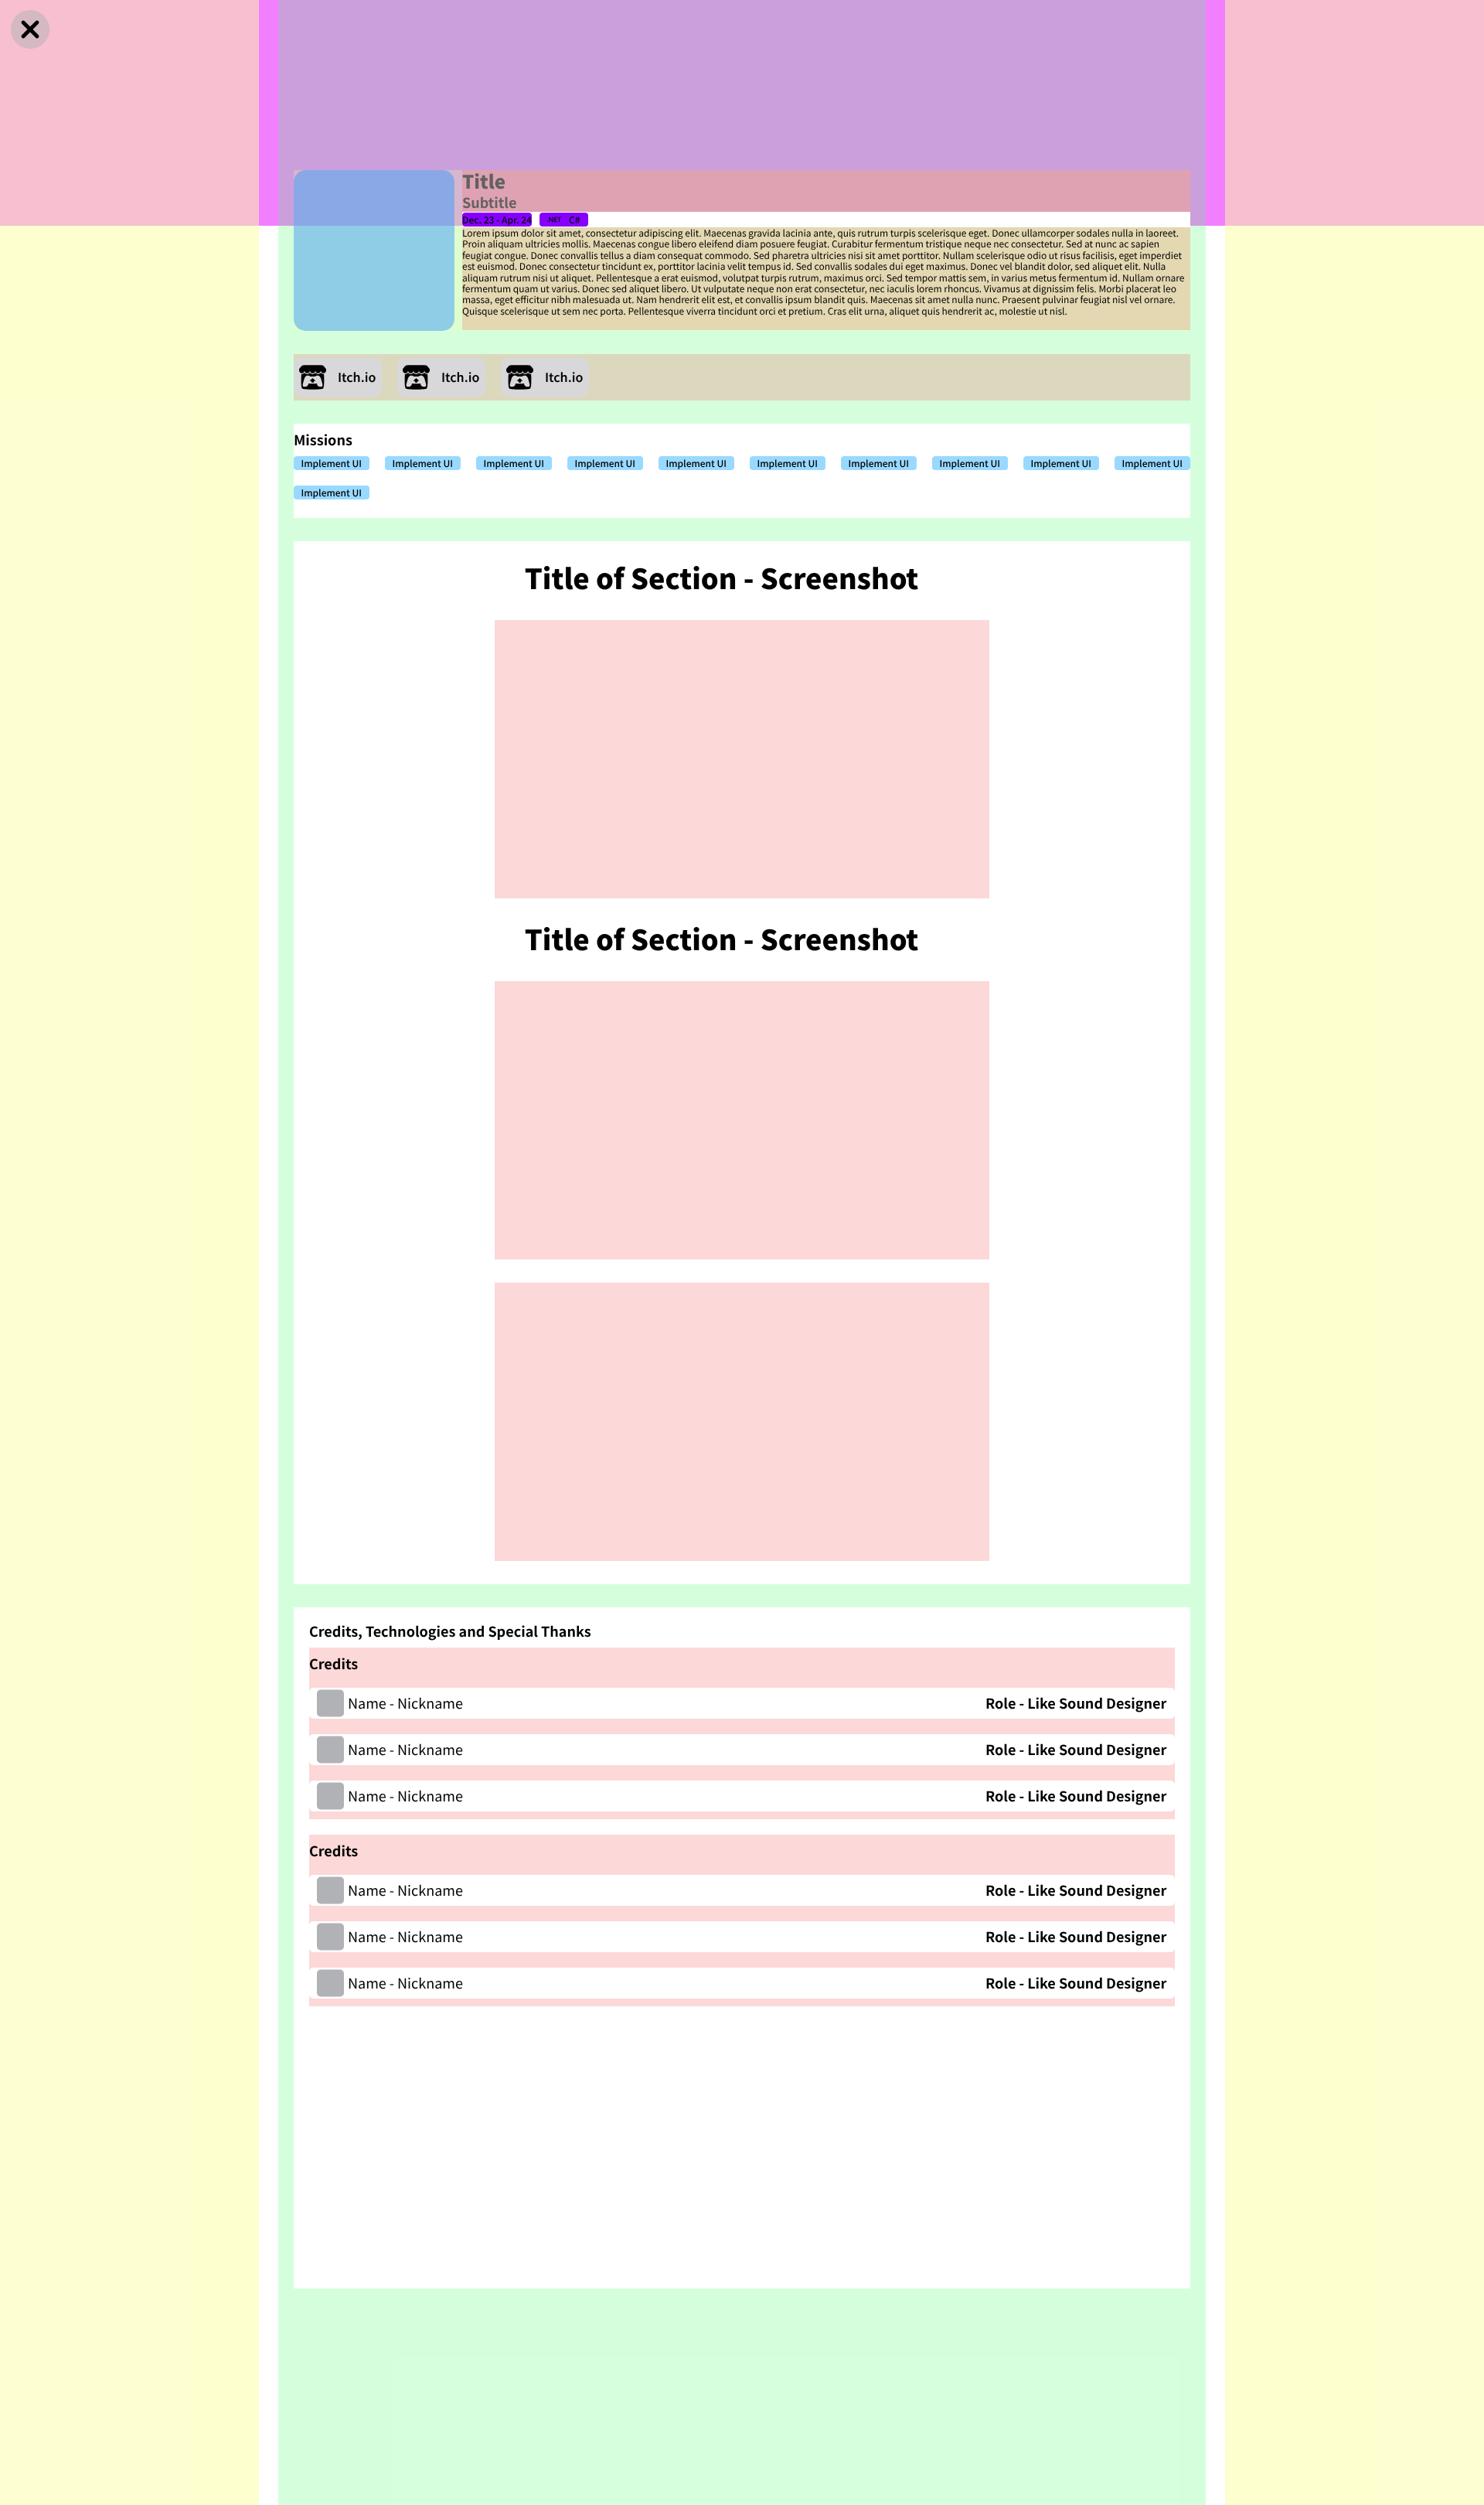 Title
Subtitle
Dec. 23 - Apr. 24 .NET C#
Lorem ipsum dolor sit amet, consectetur adipiscing elit. Maecenas gravida lacinia ante, quis rutrum turpis scelerisque eget. Donec ullamcorper sodales nulla in laoreet.
Proin aliquam ultricies mollis. Maecenas congue libero eleifend diam posuere feugiat. Curabitur fermentum tristique neque nec consectetur. Sed at nunc ac sapien
feugiat congue. Donec convallis tellus a diam consequat commodo. Sed pharetra ultricies nisi sit amet porttitor. Nullam scelerisque odio ut risus facilisis, eget imperdiet
est euismod. Donec consectetur tincidunt ex, porttitor lacinia velit tempus id. Sed convallis sodales dui eget maximus. Donec vel blandit dolor, sed aliquet elit. Nulla
aliquam rutrum nisi ut aliquet. Pellentesque a erat euismod, volutpat turpis rutrum, maximus orci. Sed tempor mattis sem, in varius metus fermentum id. Nullam ornare
fermentum quam ut varius. Donec sed aliquet libero. Ut vulputate neque non erat consectetur, nec iaculis lorem rhoncus. Vivamus at dignissim felis. Morbi placerat leo
massa, eget efficitur nibh malesuada ut. Nam hendrerit elit est, et convallis ipsum blandit quis. Maecenas sit amet nulla nunc. Praesent pulvinar feugiat nisl vel ornare.
Quisque scelerisque ut sem nec porta. Pellentesque viverra tincidunt orci et pretium. Cras elit urna, aliquet quis hendrerit ac, molestie ut nisl.
Itch.io Itch.io Itch.io
Missions
Implement UI Implement UI Implement UI Implement UI Implement UI Implement UI Implement UI Implement UI Implement UI Implement UI
Implement UI
Title of Section - Screenshot
Title of Section - Screenshot
Credits, Technologies and Special Thanks
Credits
Name - Nickname Role - Like Sound Designer
Name - Nickname Role - Like Sound Designer
Name - Nickname Role - Like Sound Designer
Credits
Name - Nickname Role - Like Sound Designer
Name - Nickname Role - Like Sound Designer
Name - Nickname Role - Like Sound Designer